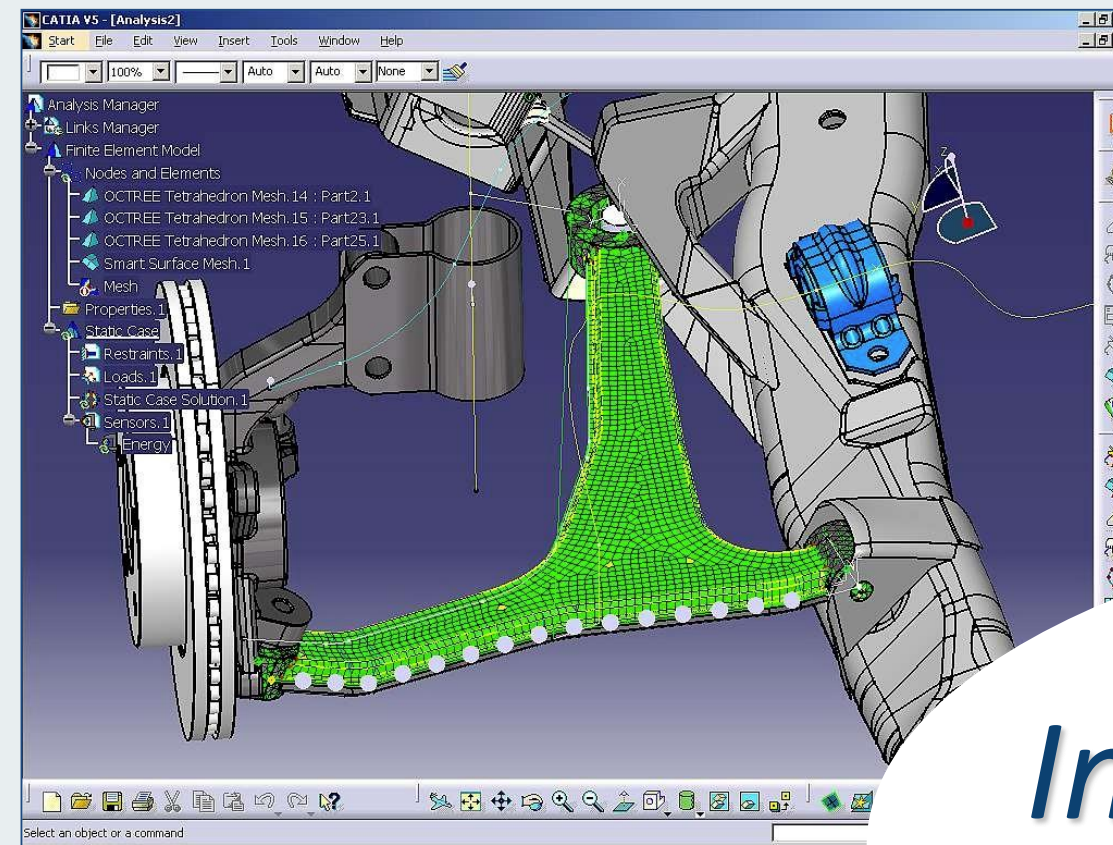 CATIA V5 - [Analysis2]
Start File Edit View Insert Tools Window Help
100% Auto Auto None
Analysis Manager
Links Manager
Finite Element Model
Nodes and Elements
OCTREE Tetrahedron Mesh.14 : Part2.1
OCTREE Tetrahedron Mesh.15 : Part23.1
OCTREE Tetrahedron Mesh.16 : Part25.1
Smart Surface Mesh.1
Mesh
Properties.1
Static Case
Restraints.1
Loads.1
Static Case Solution.1
Sensors.1
Energy
z
In
Select an object or a command